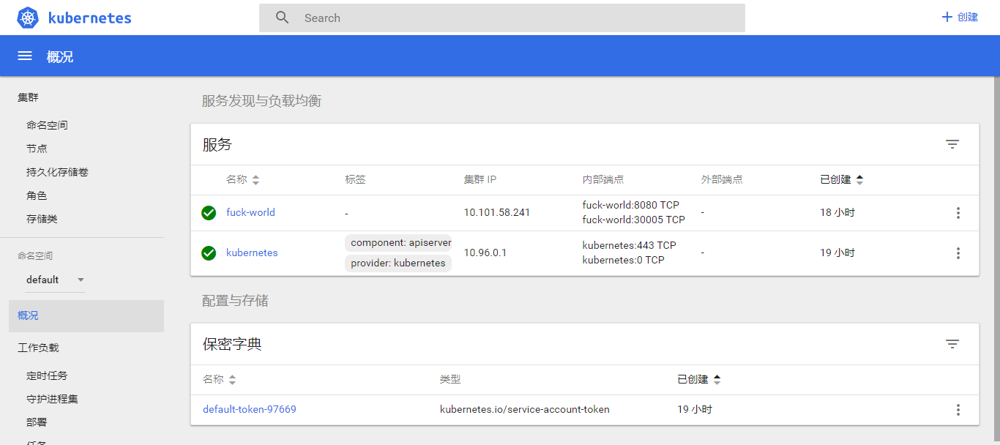 kubernetes
Search
创建
概况
集群
命名空间
节点
持久化存储卷
角色
存储类
命名空间
default
概况
工作负载
定时任务
守护进程集
部署
任务
服务发现与负载均衡
服务
名称 标签 集群 IP 内部端点 外部端点 已创建
fuck-world - 10.101.58.241 fuck-world:8080 TCP - 18 小时
fuck-world:30005 TCP
kubernetes component: apiserver 10.96.0.1 kubernetes:443 TCP - 19 小时
provider: kubernetes kubernetes:0 TCP
配置与存储
保密字典
名称 类型 已创建
default-token-97669 kubernetes.io/service-account-token 19 小时